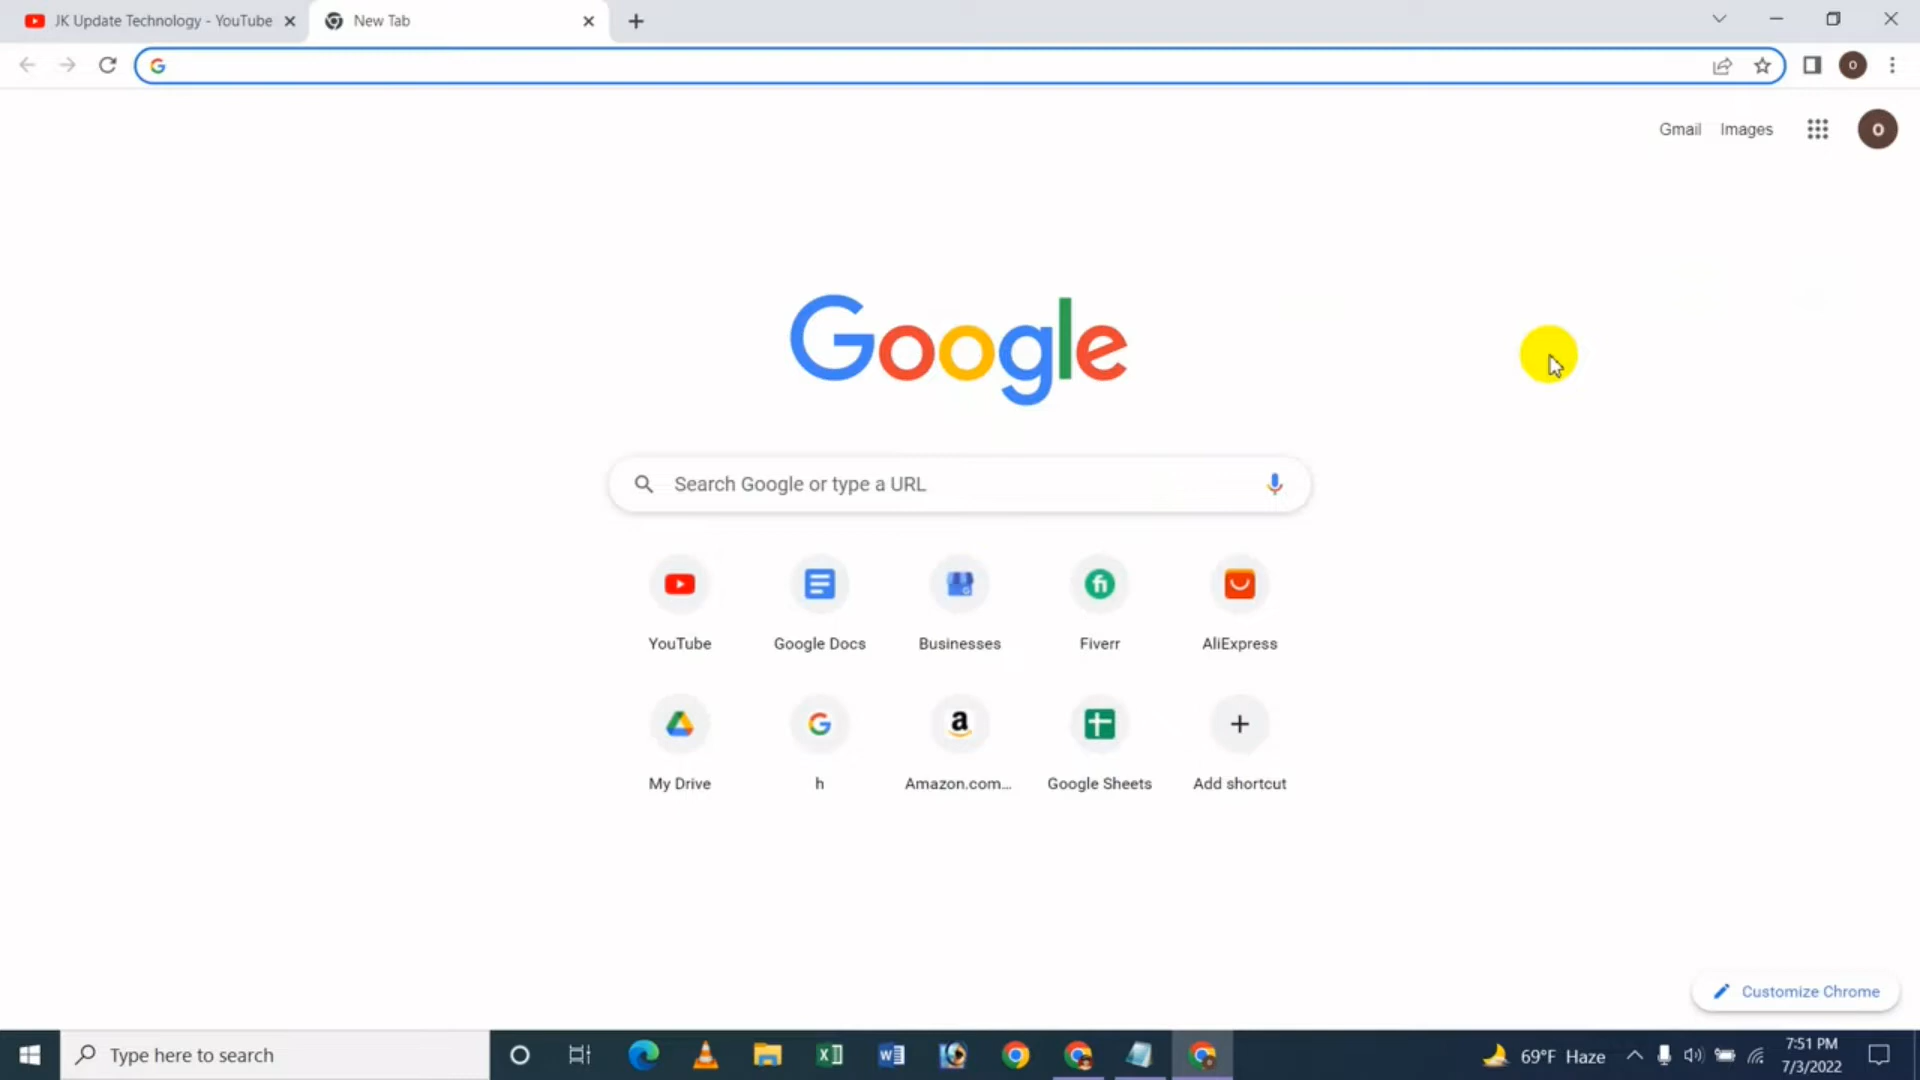 JK Update Technology - YouTube
New Tab
Gmail Images
o
Google
Search Google or type a URL
YouTube
Google Docs
Businesses
Fiverr
AliExpress
My Drive
h
Amazon.com...
Google Sheets
Add shortcut
Customize Chrome
Type here to search
69°F Haze
7:51 PM
7/3/2022